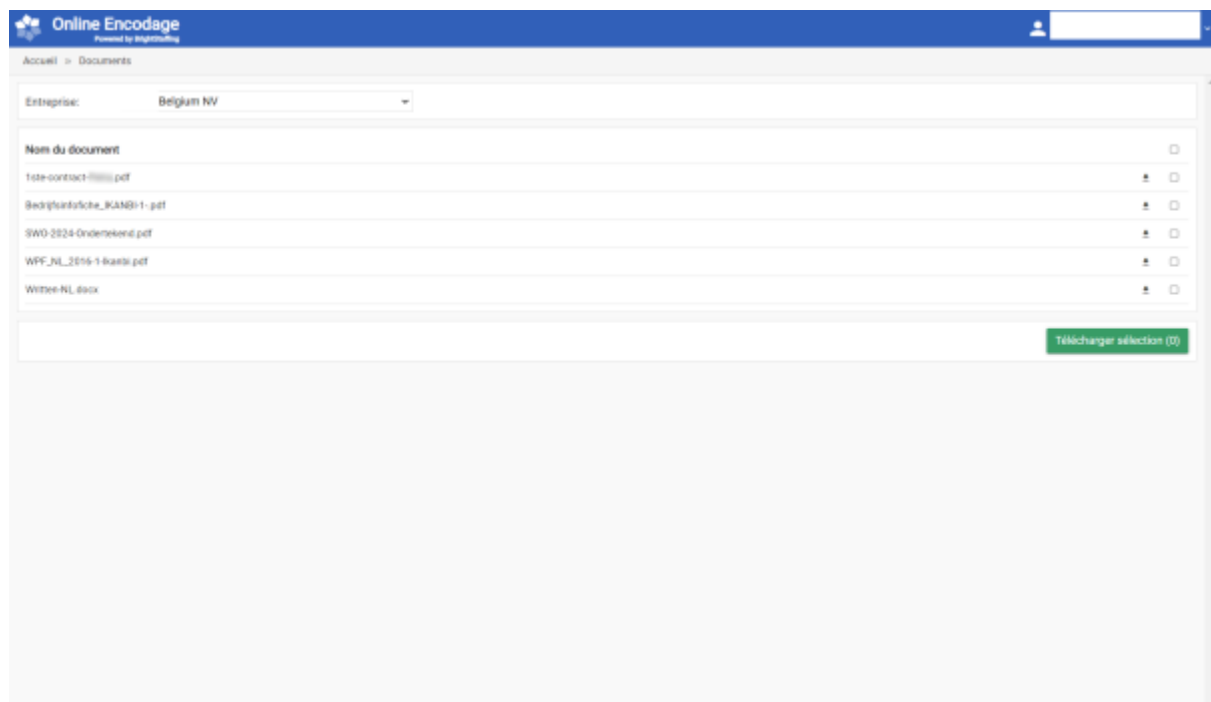 Online Encodage
Powered by BrightStaffing
Accueil > Documents
Entreprise: Belgium NV
Nom du document
1ste-contract- .pdf
Bedrijfsinfofiche_IKANBI-1-.pdf
SWO-2024-Ondertekend.pdf
WPF_NL_2016-1-Ikanbi.pdf
Written-NL.docx
Télécharger sélection (0)